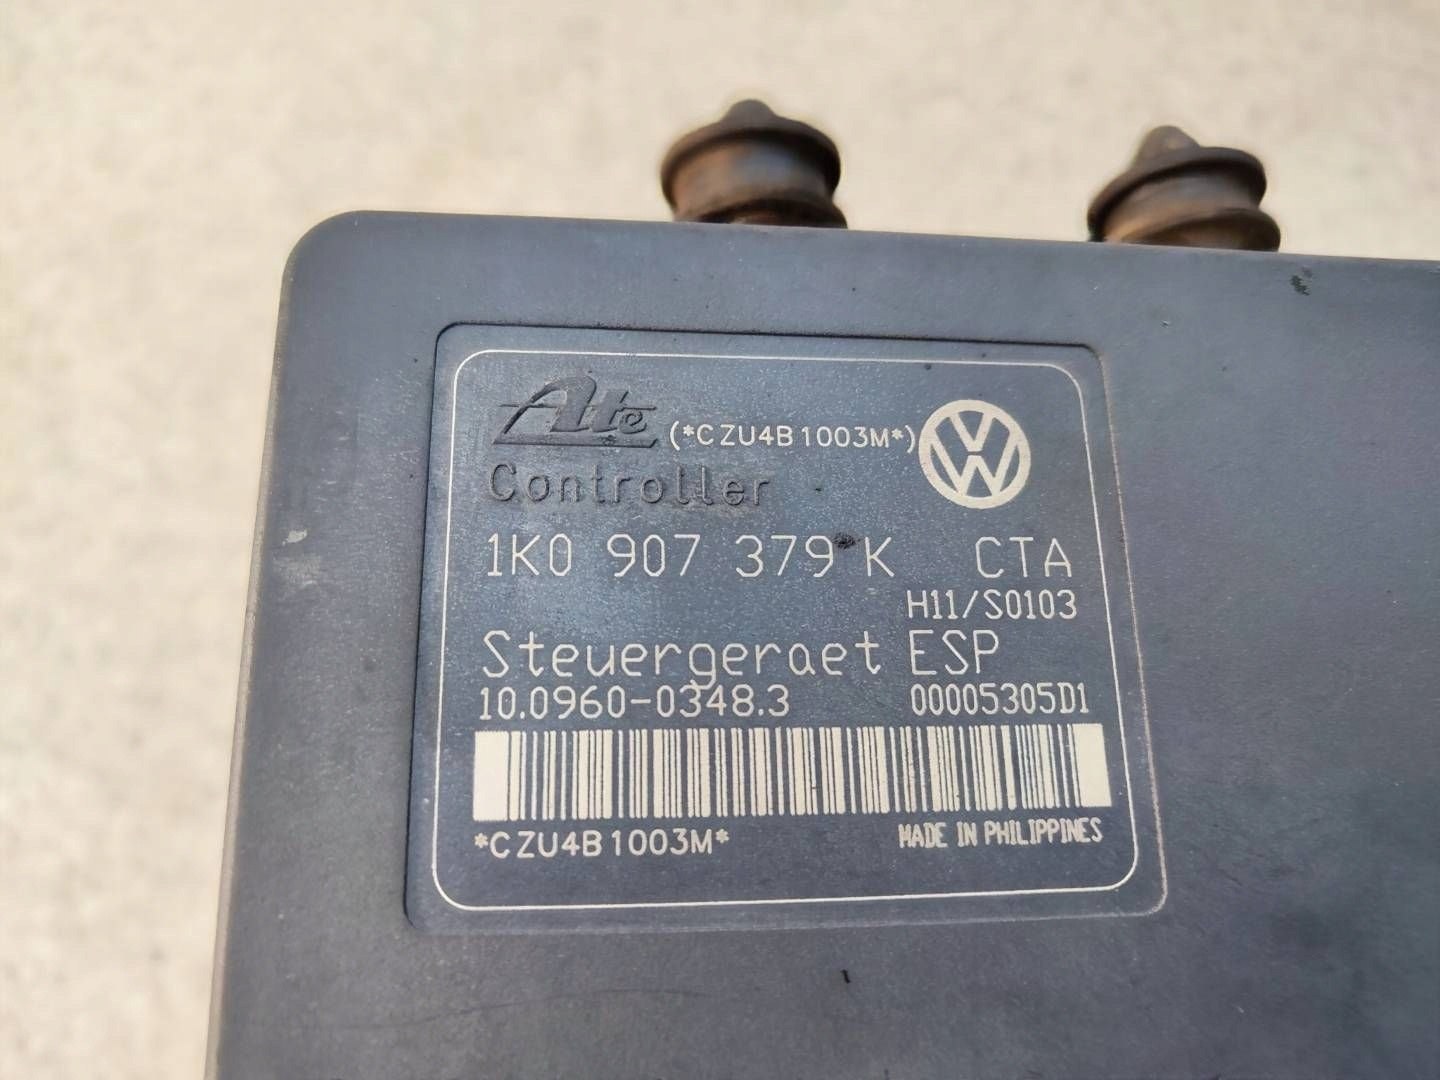 Ate (*CZU4B1003M*)
Controller
1K0 907 379 K CTA
H11/S0103
Steuergeraet ESP
10.0960-0348.3 00005305D1
*CZU4B1003M* MADE IN PHILIPPINES